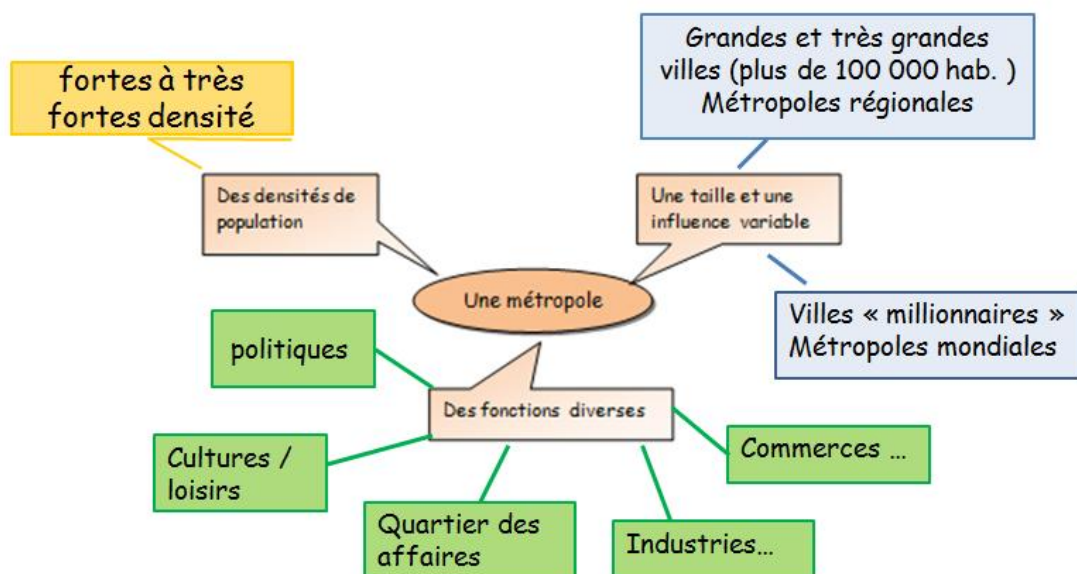 Grandes et très grandes
villes (plus de 100 000 hab. )
Métropoles régionales
fortes à très
fortes densité
Des densités de
population
Une taille et une
influence variable
Une métropole
Villes « millionnaires »
Métropoles mondiales
politiques
Des fonctions diverses
Cultures /
loisirs
Commerces ...
Quartier des
affaires
Industries...